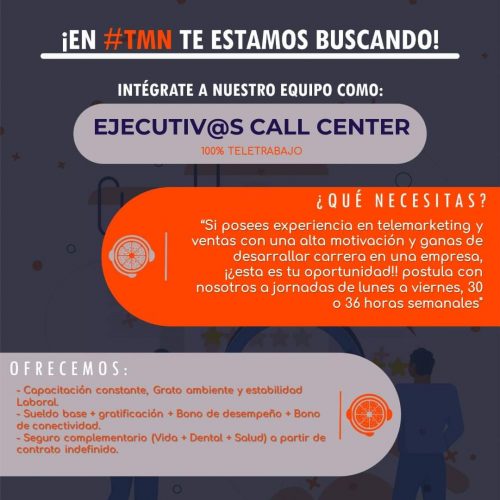 ¡EN #TMN TE ESTAMOS BUSCANDO!
INTÉGRATE A NUESTRO EQUIPO COMO:
EJECUTIV@S CALL CENTER
100% TELETRABAJO
¿QUÉ NECESITAS?
“Si posees experiencia en telemarketing y
ventas con una alta motivación y ganas de
desarrallar carrera en una empresa,
¡¿esta es tu oportunidad!! postula con
nosotros a jornadas de lunes a viernes, 30
o 36 horas semanales"
OFRECEMOS:
- Capacitación constante, Grato ambiente y estabilidad
Laboral.
- Sueldo base + gratificación + Bono de desempeño + Bono
de conectividad.
- Seguro complementario (Vida + Dental + Salud) a partir de
contrato indefinido.